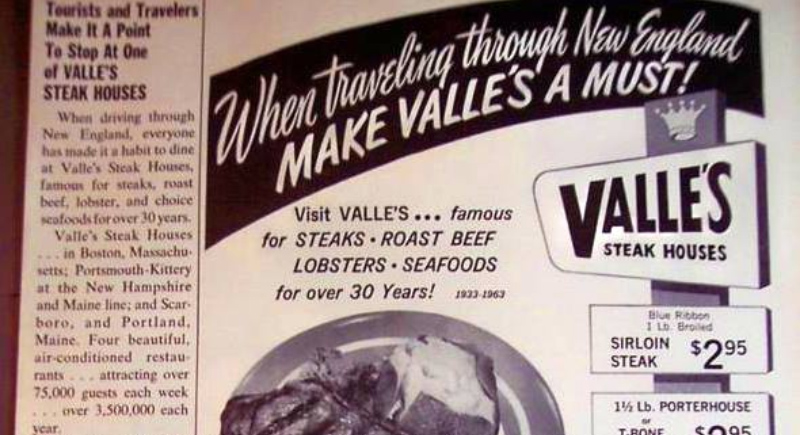 Tourists and Travelers
Make It A Point
To Stop At One
of VALLE'S
STEAK HOUSES
When driving through
New England, everyone
has made it a habit to dine
at Valle's Steak Houses,
famous for steaks, roast
beef, lobster, and choice
seafoods for over 30 years.
Valle's Steak Houses
. . . in Boston, Massachu-
setts; Portsmouth-Kittery
at the New Hampshire
and Maine line; and Scar-
boro, and Portland,
Maine. Four beautiful,
air-conditioned restau-
rants . . . attracting over
75,000 guests each week
. . . over 3,500,000 each
year.
When traveling through New England
MAKE VALLE'S A MUST!
Visit VALLE'S ... famous
for STEAKS • ROAST BEEF
LOBSTERS • SEAFOODS
for over 30 Years! 1933-1963
VALLE'S
STEAK HOUSES
Blue Ribbon
1 Lb. Broiled
SIRLOIN STEAK $2.95
1½ Lb. PORTERHOUSE
or
T-BONE